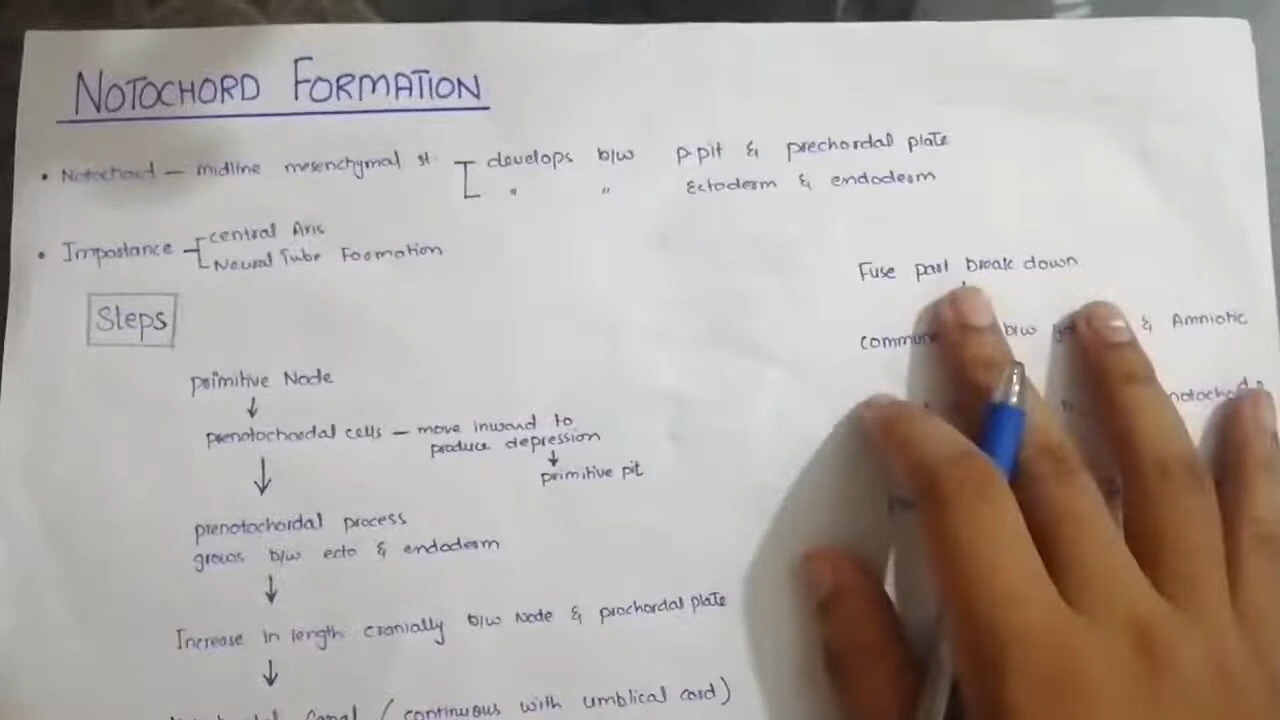 NOTOCHORD FORMATION
• Notochord — midline mesenchymal st. develops b/w p.pit & prechordal plate
" " Ectoderm & endoderm
• Importance central Axis
Neural Tube Formation
Steps
primitive Node
↓
prenotochordal cells — move inward to
produce depression
↓
primitive pit
↓
prenotochordal process
grows b/w ecto & endoderm
↓
Increase in length cranially b/w Node & prochordal plate
↓
canal (continuous with umblical cord)
Fuse part break down
b/w & Amniotic